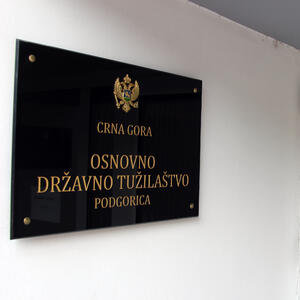 CRNA GORA
OSNOVNO
DRŽAVNO TUŽILAŠTVO
PODGORICA